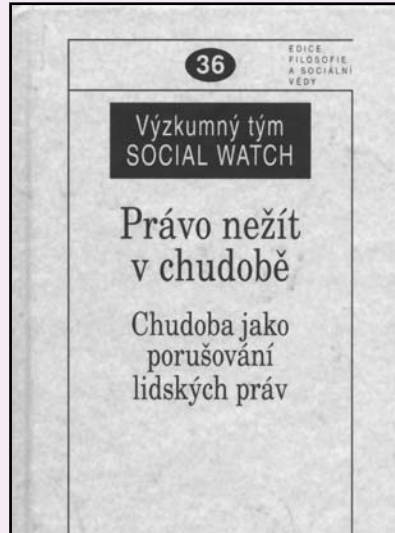 36
EDICE
FILOSOFIE
A SOCIÁLNÍ
VĚDY
Výzkumný tým
SOCIAL WATCH
Právo nežít
v chudobě
Chudoba jako
porušování
lidských práv